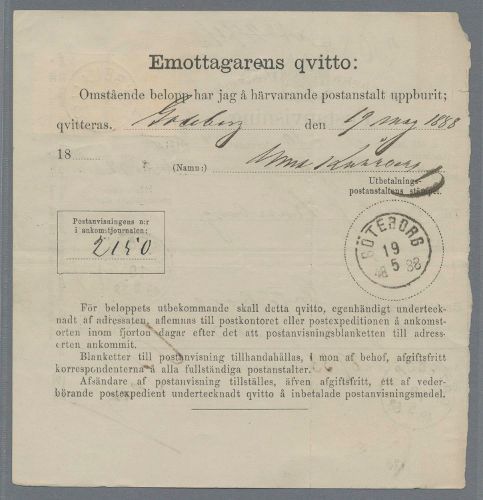 Emottagarens qvitto:
Omstående belopp har jag å härvarande postanstalt uppburit;
qvitteras. Göteborg den 19 maj 1888
18
(Namn:)
Utbetalnings-
postanstaltens stämpel.
Postanvisningens n:r
i ankomstjournalen:
2150
GÖTEBORG
19
5
18 88
För beloppets utbekommande skall detta qvitto, egenhändigt underteck-
nadt af adressaten, aflemnas till postkontoret eller postexpeditionen å ankomst-
orten inom fjorton dagar efter det att postanvisningsblanketten till adress-
orten ankommit.
Blanketter till postanvisning tillhandahållas, i mon af behof, afgiftsfritt
korrespondenterna å alla fullständiga postanstalter.
Afsändare af postanvisning tillställes, äfven afgiftsfritt, ett af veder-
börande postexpedient undertecknadt qvitto å inbetalade postanvisningsmedel.